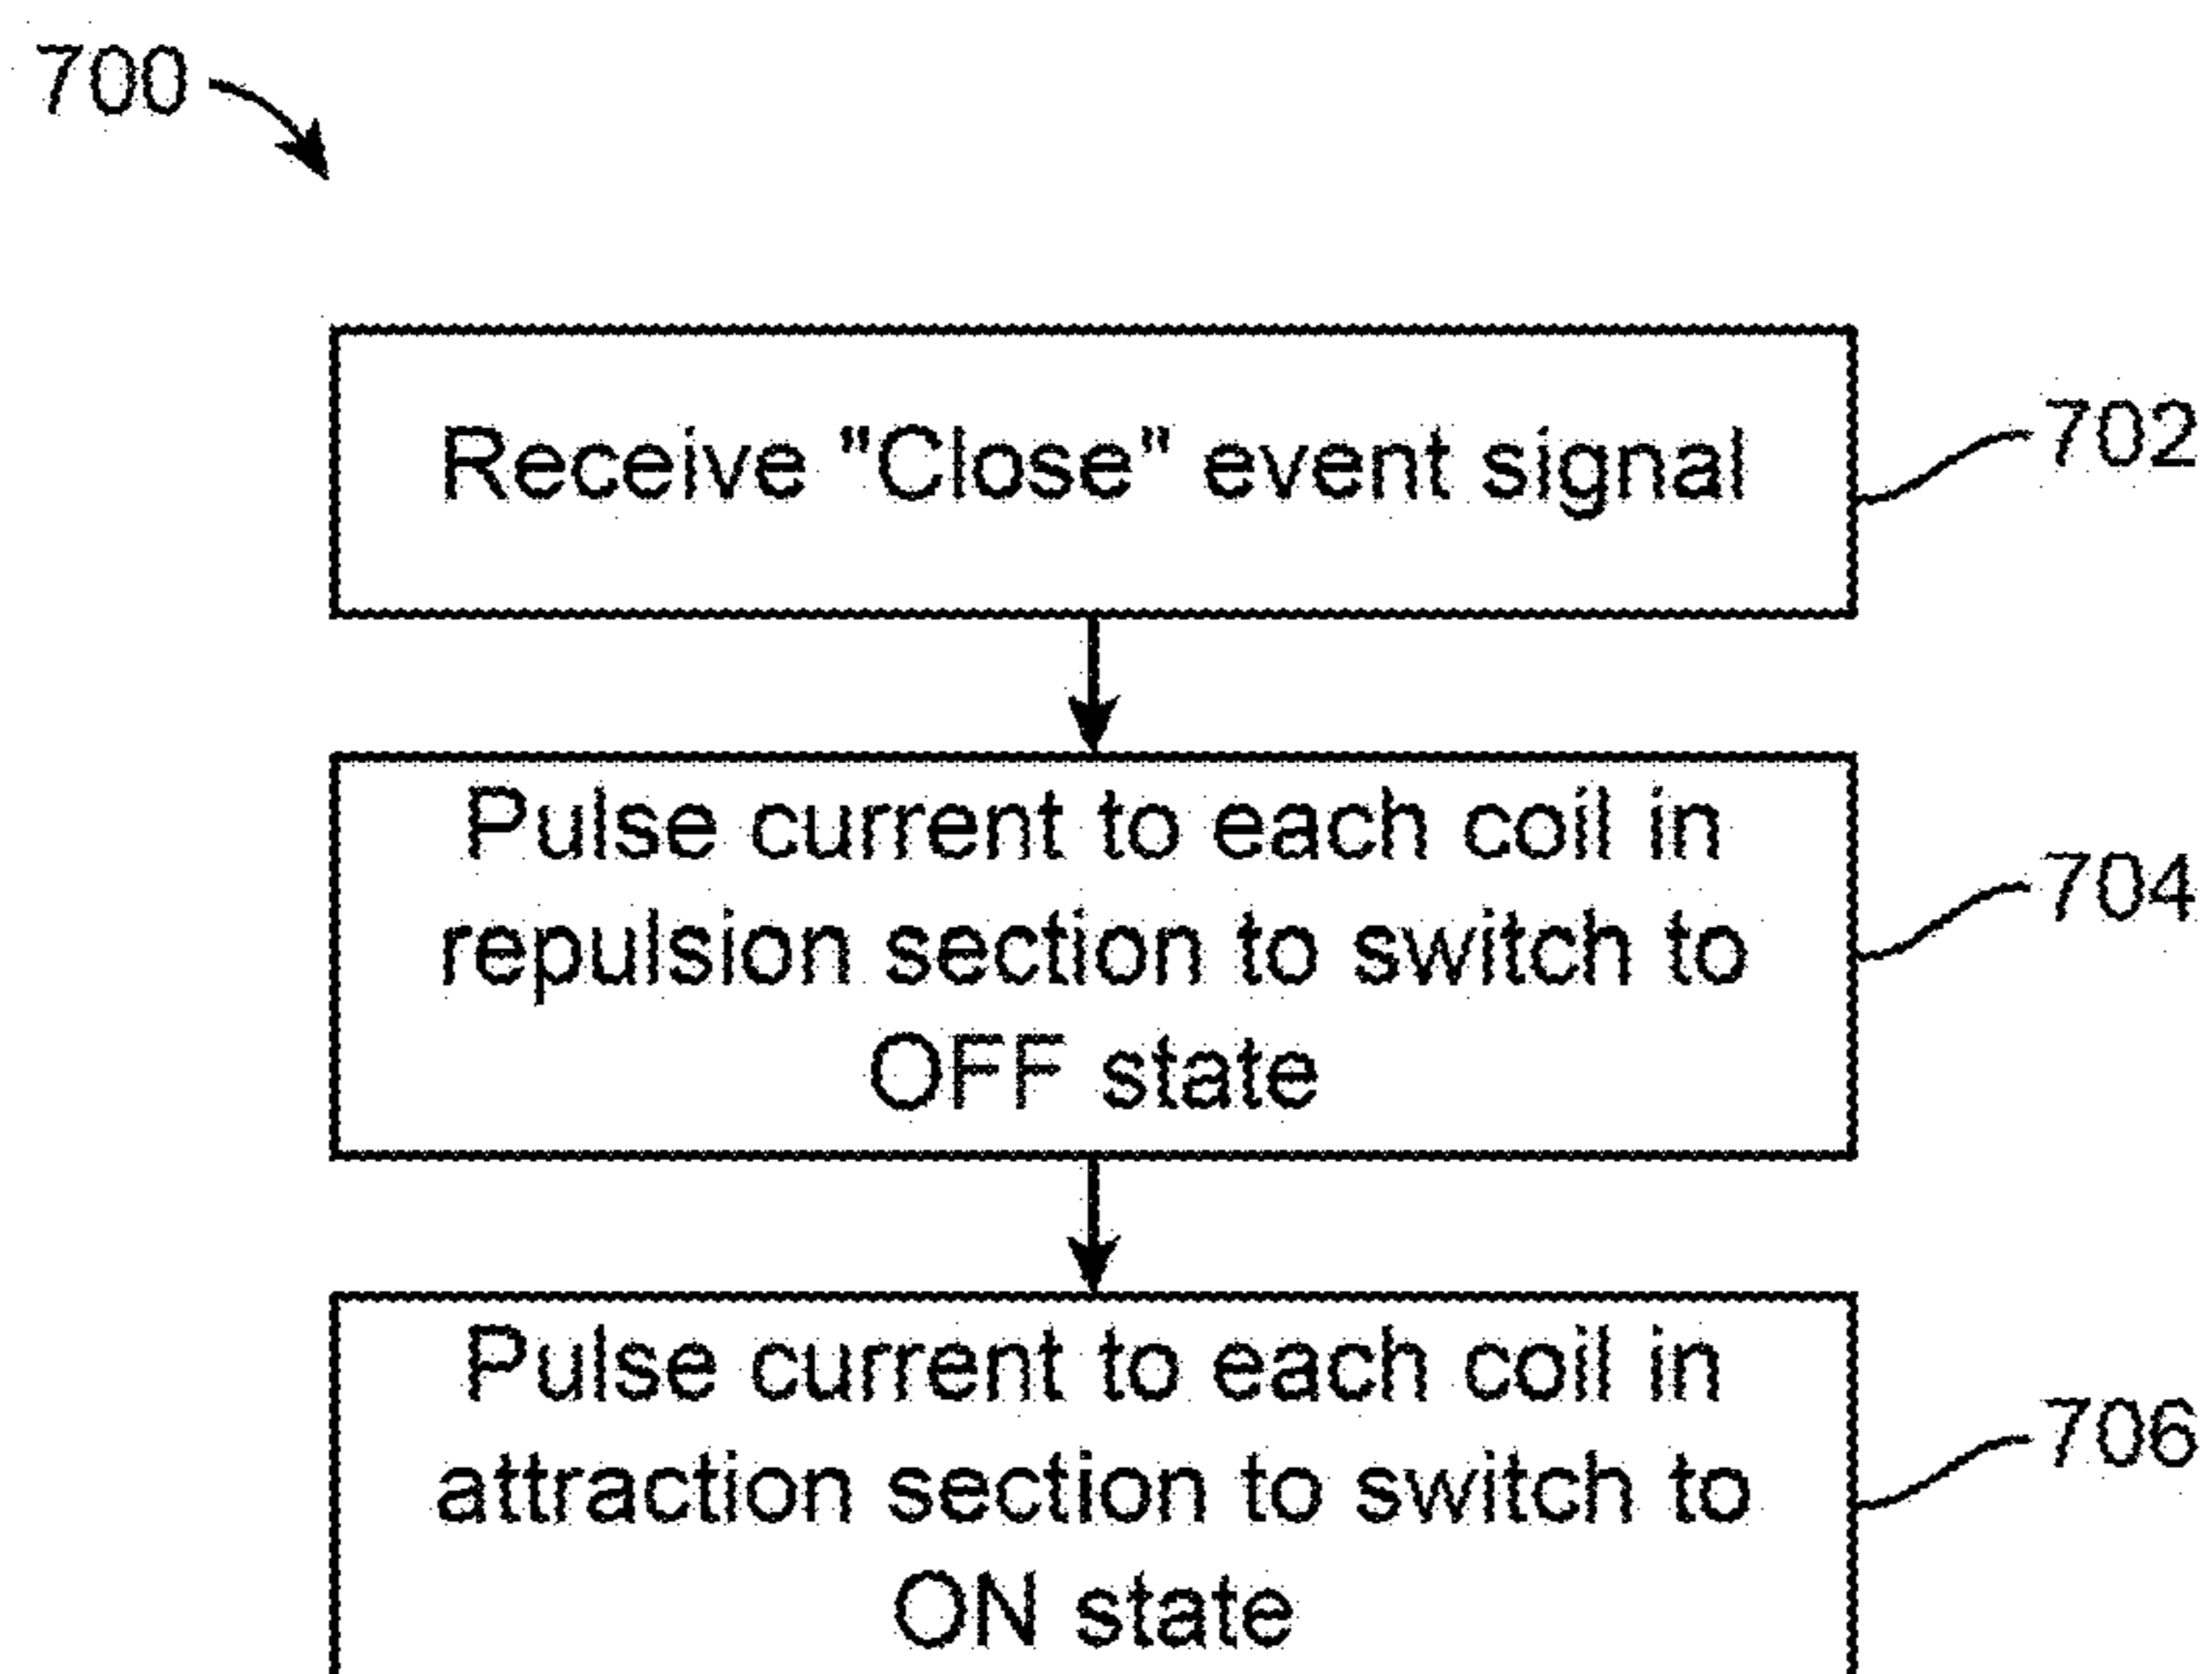 700
Receive "Close" event signal
702
Pulse current to each coil in
repulsion section to switch to
OFF state
704
Pulse current to each coil in
attraction section to switch to
ON state
706